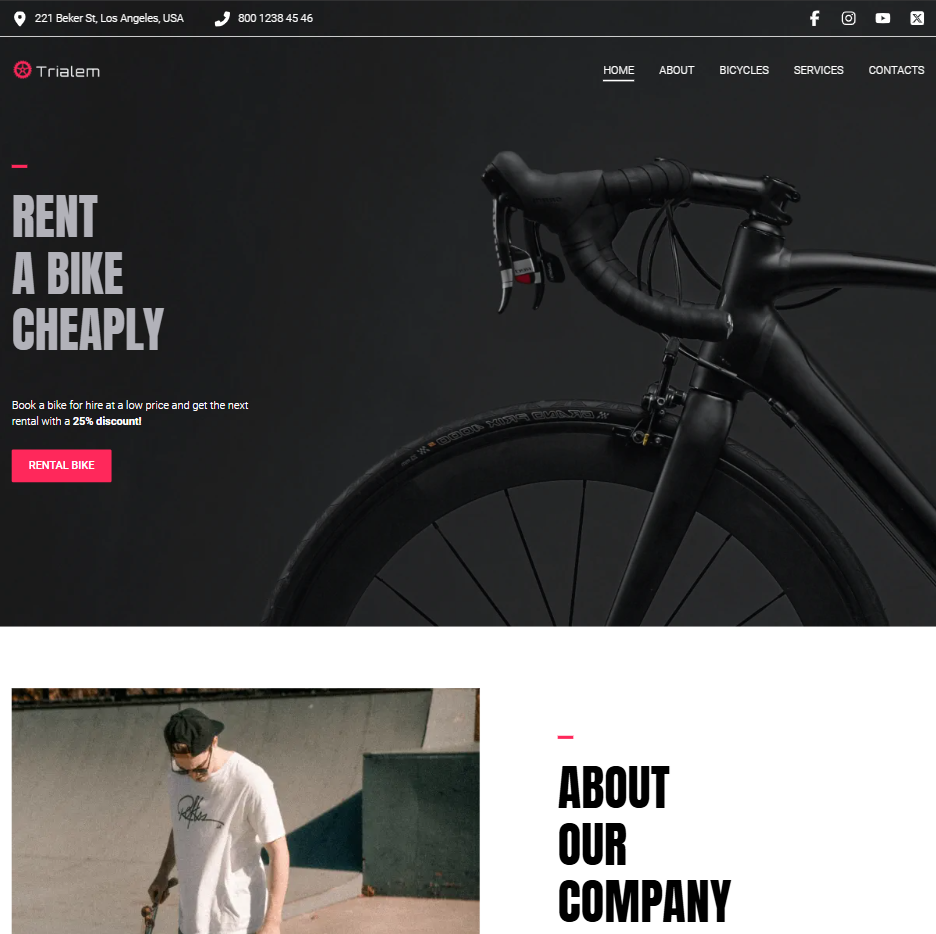 221 Beker St, Los Angeles, USA
800 1238 45 46
Trialem
HOME
ABOUT
BICYCLES
SERVICES
CONTACTS
RENT
A BIKE
CHEAPLY
Book a bike for hire at a low price and get the next
rental with a 25% discount!
RENTAL BIKE
ABOUT
OUR
COMPANY